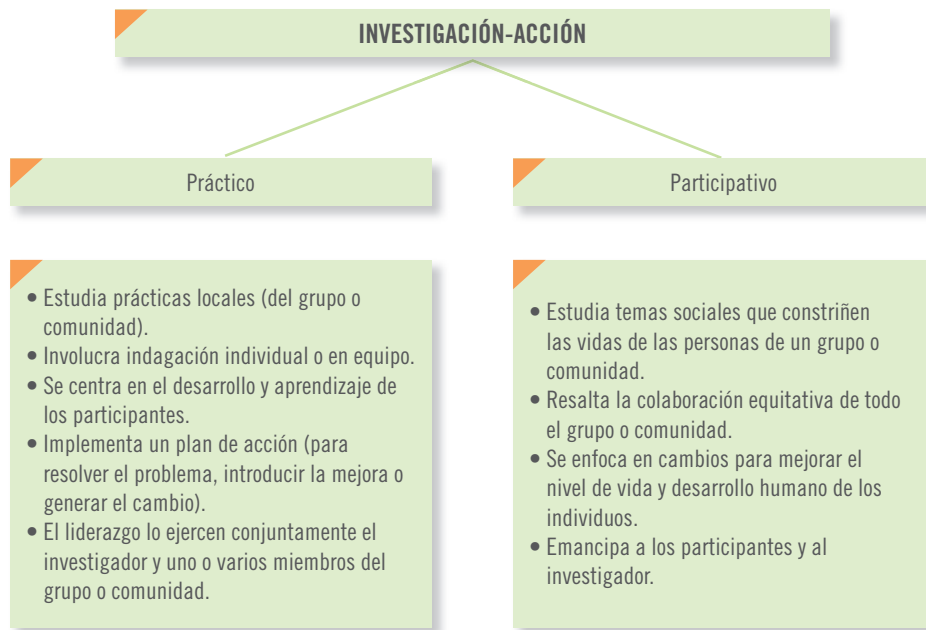 INVESTIGACIÓN-ACCIÓN
Práctico
• Estudia prácticas locales (del grupo o
comunidad).
• Involucra indagación individual o en equipo.
• Se centra en el desarrollo y aprendizaje de
los participantes.
• Implementa un plan de acción (para
resolver el problema, introducir la mejora o
generar el cambio).
• El liderazgo lo ejercen conjuntamente el
investigador y uno o varios miembros del
grupo o comunidad.
Participativo
• Estudia temas sociales que constriñen
las vidas de las personas de un grupo o
comunidad.
• Resalta la colaboración equitativa de todo
el grupo o comunidad.
• Se enfoca en cambios para mejorar el
nivel de vida y desarrollo humano de los
individuos.
• Emancipa a los participantes y al
investigador.